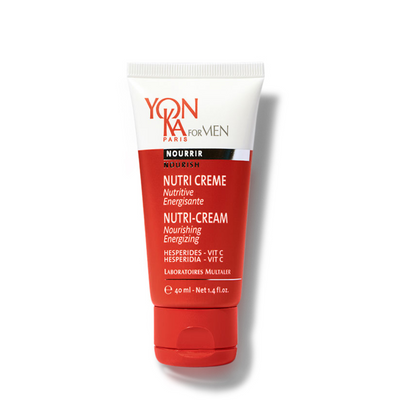 YON
KA FOR MEN
PARIS
NOURRIR
NOURISH
NUTRI CREME
Nutritive
Energisante
NUTRI-CREAM
Nourishing
Energizing
HESPERIDES - VIT C
HESPERIDIA - VIT C
LABORATOIRES MULTALER
℮ 40 ml - Net 1.4 fl.oz.